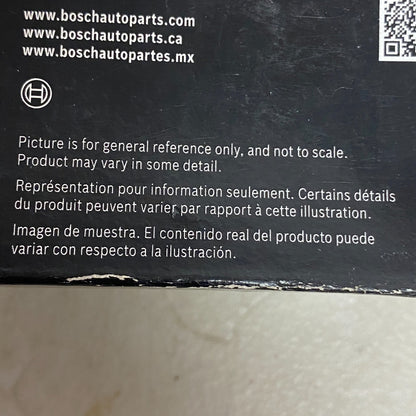 www.boschautoparts.com
www.boschautoparts.ca
www.boschautopartes.mx
Picture is for general reference only, and not to scale.
Product may vary in some detail.
Représentation pour information seulement. Certains détails
du produit peuvent varier par rapport à cette illustration.
Imagen de muestra. El contenido real del producto puede
variar con respecto a la ilustración.